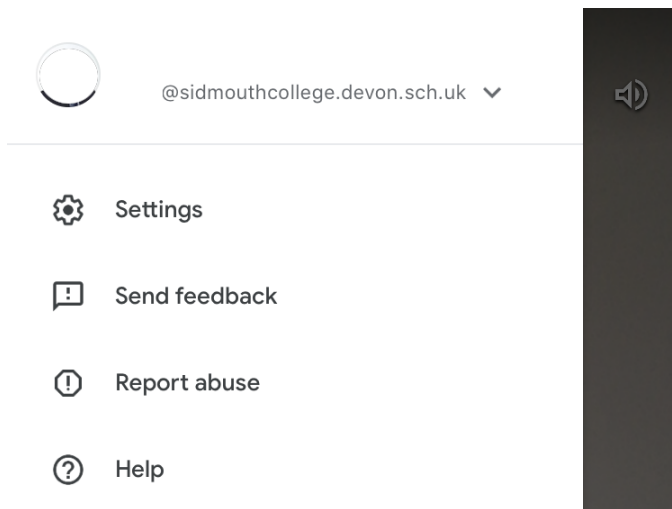 @sidmouthcollege.devon.sch.uk
Settings
Send feedback
Report abuse
Help